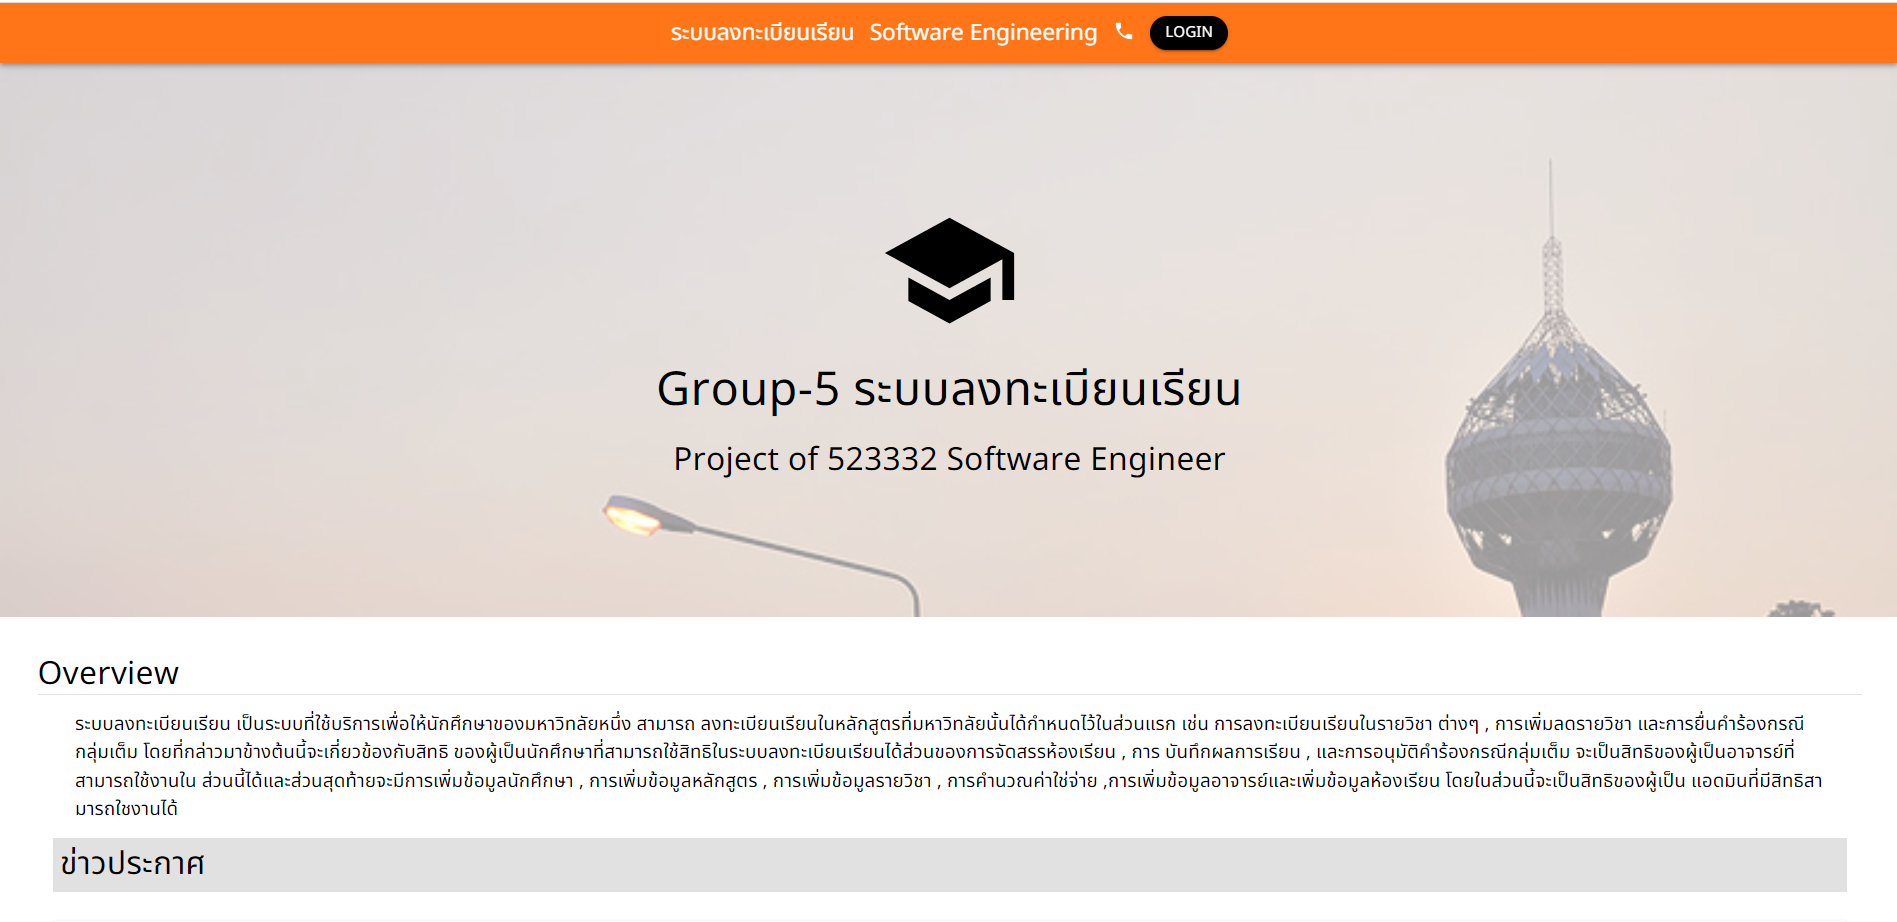 ระบบลงทะเบียนเรียน Software Engineering LOGIN
Group-5 ระบบลงทะเบียนเรียน
Project of 523332 Software Engineer
Overview
ระบบลงทะเบียนเรียน เป็นระบบที่ใช้บริการเพื่อให้นักศึกษาของมหาวิทลัยหนึ่ง สามารถ ลงทะเบียนเรียนในหลักสูตรที่มหาวิทลัยนั้นได้กำหนดไว้ในส่วนแรก เช่น การลงทะเบียนเรียนในรายวิชา ต่างๆ , การเพิ่มลดรายวิชา และการยื่นคำร้องกรณี
กลุ่มเต็ม โดยที่กล่าวมาข้างต้นนี้จะเกี่ยวข้องกับสิทธิ ของผู้เป็นนักศึกษาที่สามารถใช้สิทธิในระบบลงทะเบียนเรียนได้ส่วนของการจัดสรรห้องเรียน , การ บันทึกผลการเรียน , และการอนุมัติคำร้องกรณีกลุ่มเต็ม จะเป็นสิทธิของผู้เป็นอาจารย์ที่
สามารถใช้งานใน ส่วนนี้ได้และส่วนสุดท้ายจะมีการเพิ่มข้อมูลนักศึกษา , การเพิ่มข้อมูลหลักสูตร , การเพิ่มข้อมูลรายวิชา , การคำนวณค่าใช่จ่าย ,การเพิ่มข้อมูลอาจารย์และเพิ่มข้อมูลห้องเรียน โดยในส่วนนี้จะเป็นสิทธิของผู้เป็น แอดมินที่มีสิทธิสา
มารถใชงานได้
ข่าวประกาศ